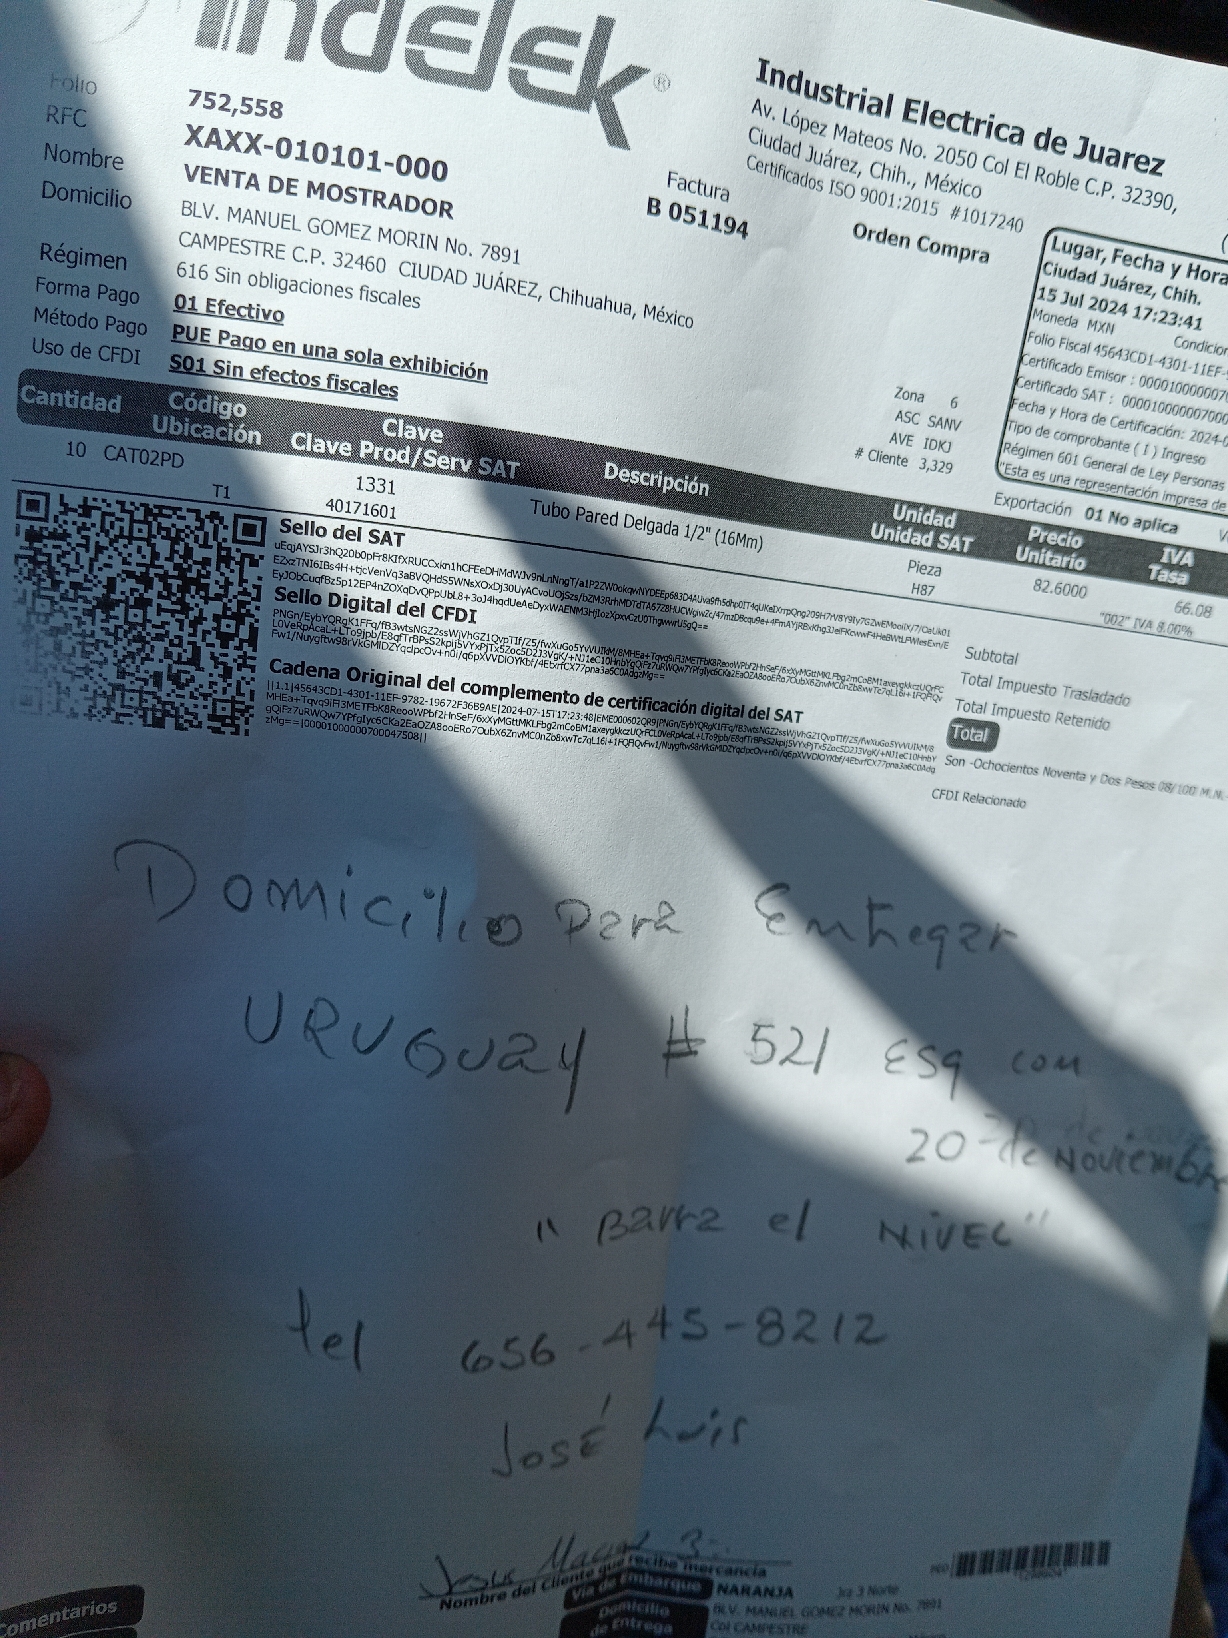 indelek®
Industrial Electrica de Juarez
Av. López Mateos No. 2050 Col El Roble C.P. 32390,
Ciudad Juárez, Chih., México
Certificados ISO 9001:2015 #1017240
Folio 752,558
RFC XAXX-010101-000
Nombre VENTA DE MOSTRADOR
Domicilio BLV. MANUEL GOMEZ MORIN No. 7891
CAMPESTRE C.P. 32460 CIUDAD JUÁREZ, Chihuahua, México
Régimen 616 Sin obligaciones fiscales
Forma Pago 01 Efectivo
Método Pago PUE Pago en una sola exhibición
Uso de CFDI S01 Sin efectos fiscales
Factura
B 051194
Orden Compra
Lugar, Fecha y Hora
Ciudad Juárez, Chih.
15 Jul 2024 17:23:41
Moneda MXN Condicion
Folio Fiscal 45643CD1-4301-11EF-
Certificado Emisor : 000010000007
Certificado SAT : 000010000007000
Fecha y Hora de Certificación: 2024-0
Tipo de comprobante ( I ) Ingreso
Régimen 601 General de Ley Personas
"Esta es una representación impresa de
Zona 6
ASC SANV
AVE IDKJ
# Cliente 3,329
Exportación 01 No aplica
Cantidad Código Ubicación Clave Clave Prod/Serv SAT Descripción Unidad Unidad SAT Precio Unitario IVA Tasa
10 CAT02PD 1331 Tubo Pared Delgada 1/2" (16Mm) Pieza 82.6000 66.08
T1 40171601 H87 "002" IVA 8.00%
Sello del SAT
Sello Digital del CFDI
Cadena Original del complemento de certificación digital del SAT
Subtotal
Total Impuesto Trasladado
Total Impuesto Retenido
Total
Son -Ochocientos Noventa y Dos Pesos 08/100 M.N.
CFDI Relacionado
Domicilio para Entregar
URUGUAY # 521 ESq con
20 de Noviembre
"Barra el NIVEL"
tel 656-445-8212
José Luis
Nombre del Cliente que recibe mercancía
Vía de Embarque NARANJA Jrz 3 Norte
Domicilio de Entrega BLV. MANUEL GOMEZ MORIN No. 7891
Col CAMPESTRE
Comentarios